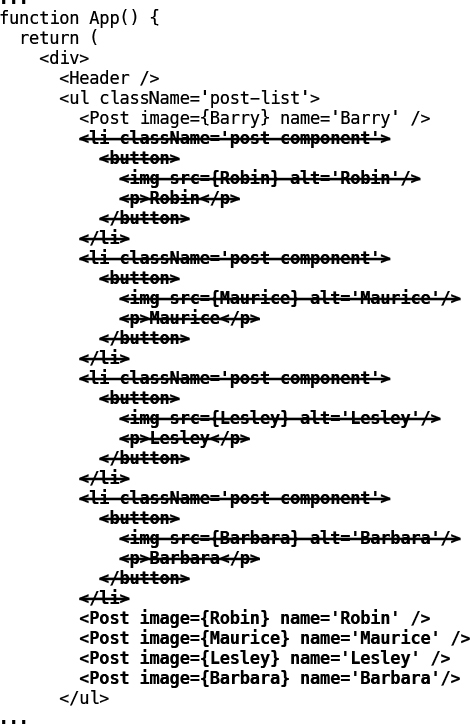 ...
function App() {
  return (
    <div>
      <Header />
      <ul className='post-list'>
        <Post image={Barry} name='Barry' />
        <li className='post-component'>
          <button>
            <img src={Robin} alt='Robin'/>
            <p>Robin</p>
          </button>
        </li>
        <li className='post-component'>
          <button>
            <img src={Maurice} alt='Maurice'/>
            <p>Maurice</p>
          </button>
        </li>
        <li className='post-component'>
          <button>
            <img src={Lesley} alt='Lesley'/>
            <p>Lesley</p>
          </button>
        </li>
        <li className='post-component'>
          <button>
            <img src={Barbara} alt='Barbara'/>
            <p>Barbara</p>
          </button>
        </li>
        <Post image={Robin} name='Robin' />
        <Post image={Maurice} name='Maurice' />
        <Post image={Lesley} name='Lesley' />
        <Post image={Barbara} name='Barbara'/>
      </ul>
...